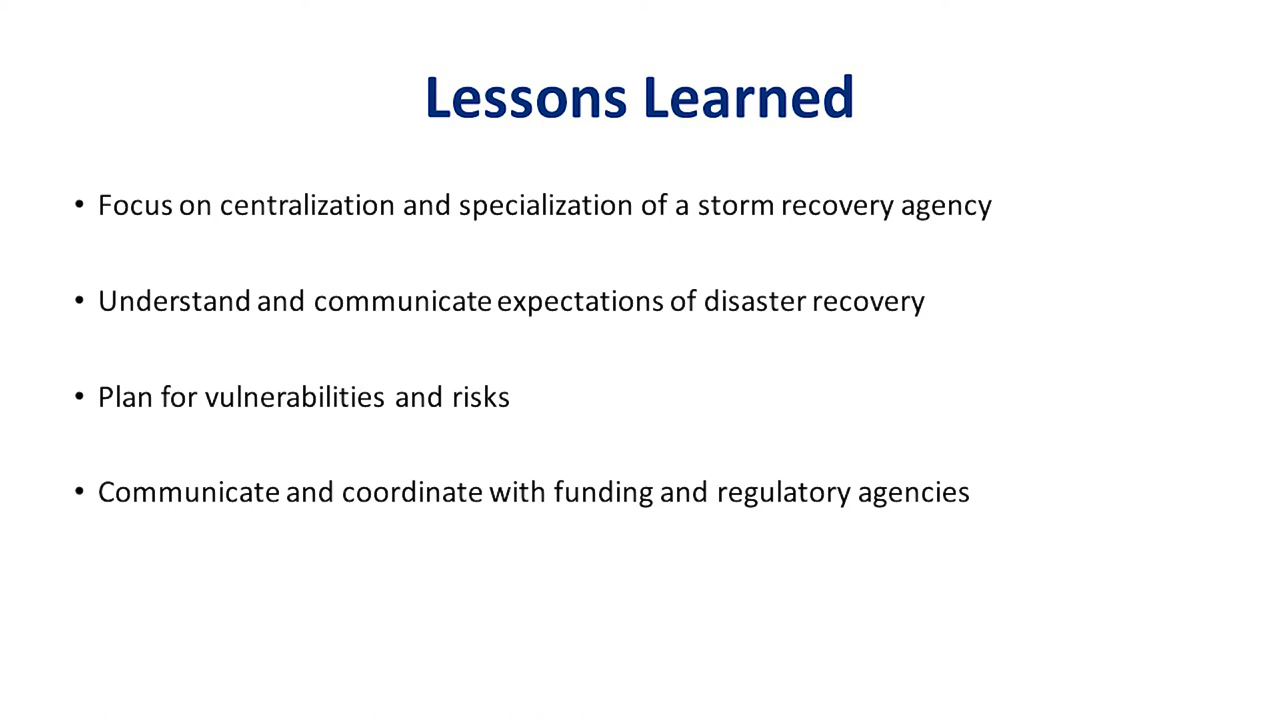 Lessons Learned
• Focus on centralization and specialization of a storm recovery agency
• Understand and communicate expectations of disaster recovery
• Plan for vulnerabilities and risks
• Communicate and coordinate with funding and regulatory agencies